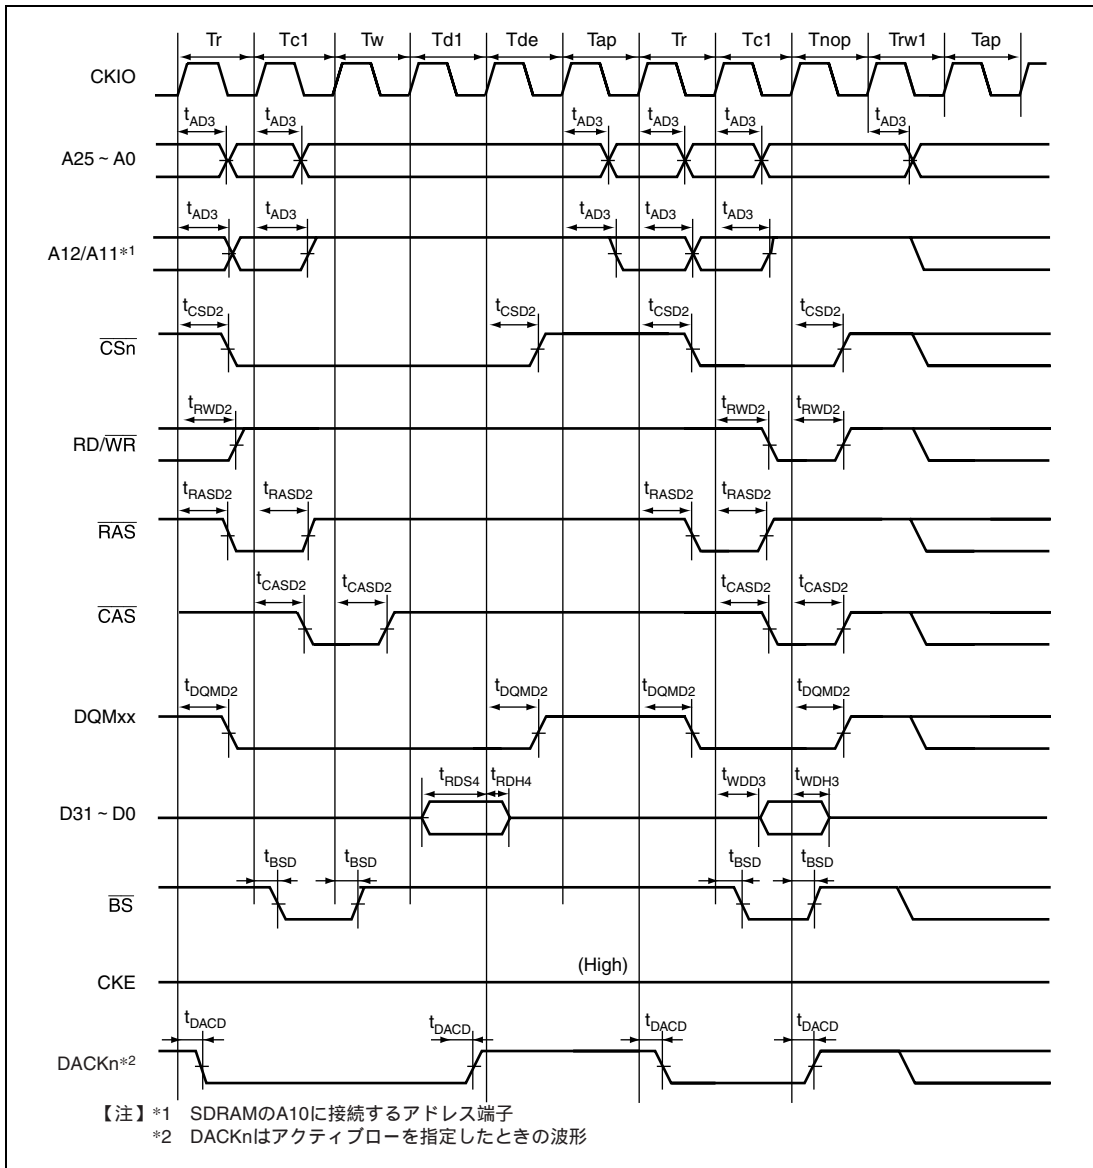 Tr Tc1 Tw Td1 Tde Tap Tr Tc1 Tnop Trw1 Tap
CKIO
tAD3 tAD3 tAD3 tAD3 tAD3 tAD3
A25 ~ A0
tAD3 tAD3 tAD3 tAD3 tAD3
A12/A11*1
tCSD2 tCSD2 tCSD2 tCSD2
CSn
tRWD2 tRWD2 tRWD2
RD/WR
tRASD2 tRASD2 tRASD2 tRASD2
RAS
tCASD2 tCASD2 tCASD2 tCASD2
CAS
tDQMD2 tDQMD2 tDQMD2 tDQMD2
DQMxx
tRDS4 tRDH4 tWDD3 tWDH3
D31 ~ D0
tBSD tBSD tBSD tBSD
BS
(High)
CKE
tDACD tDACD tDACD tDACD
DACKn*2
【注】*1 SDRAMのA10に接続するアドレス端子
*2 DACKnはアクティブローを指定したときの波形